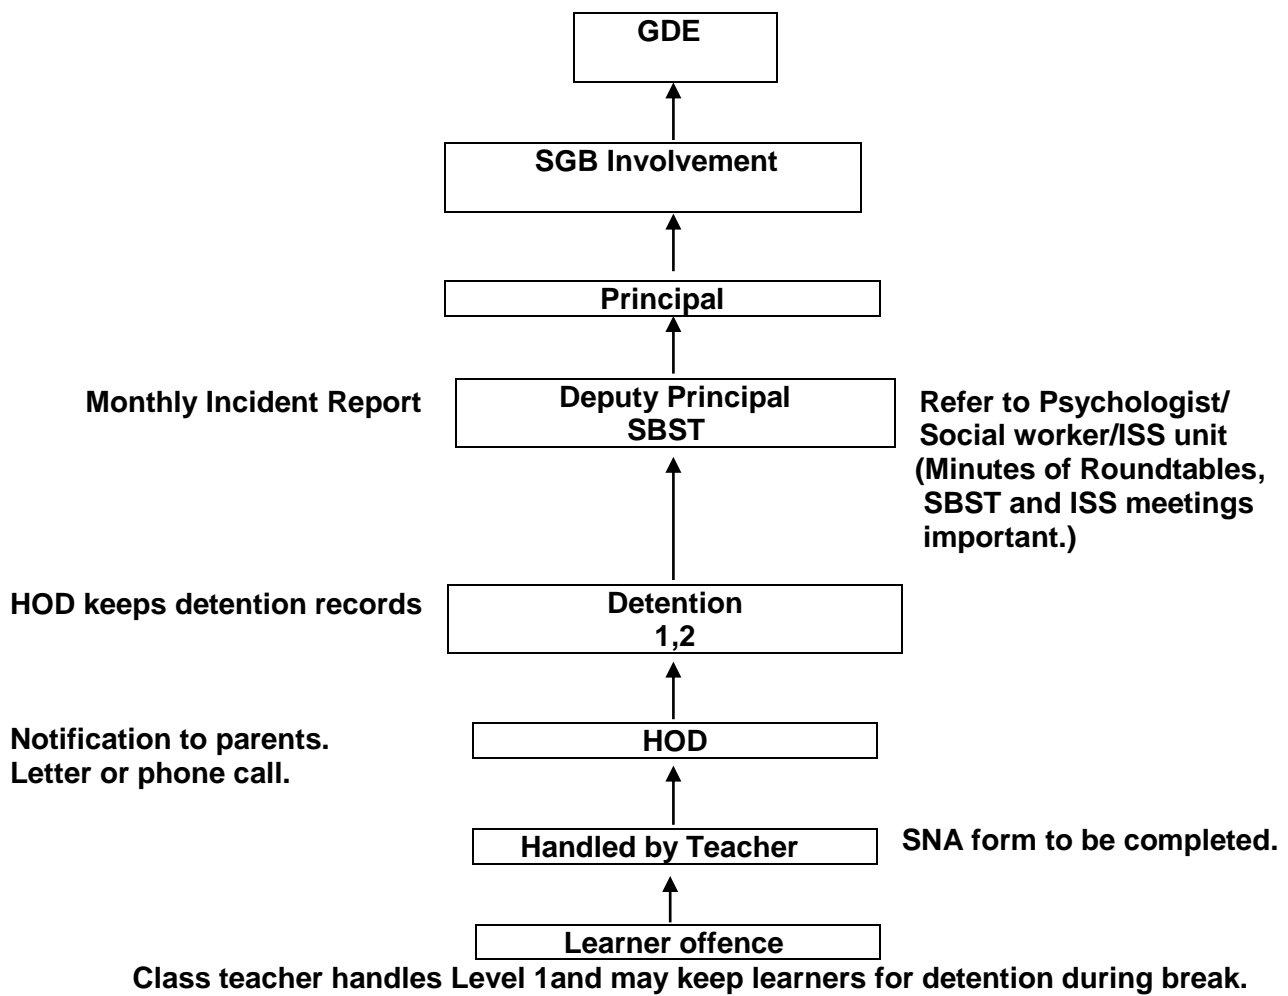 GDE
SGB Involvement
Principal
Monthly Incident Report
Deputy Principal
SBST
Refer to Psychologist/
Social worker/ISS unit
(Minutes of Roundtables,
SBST and ISS meetings
important.)
HOD keeps detention records
Detention
1,2
Notification to parents.
Letter or phone call.
HOD
Handled by Teacher
SNA form to be completed.
Learner offence
Class teacher handles Level 1and may keep learners for detention during break.